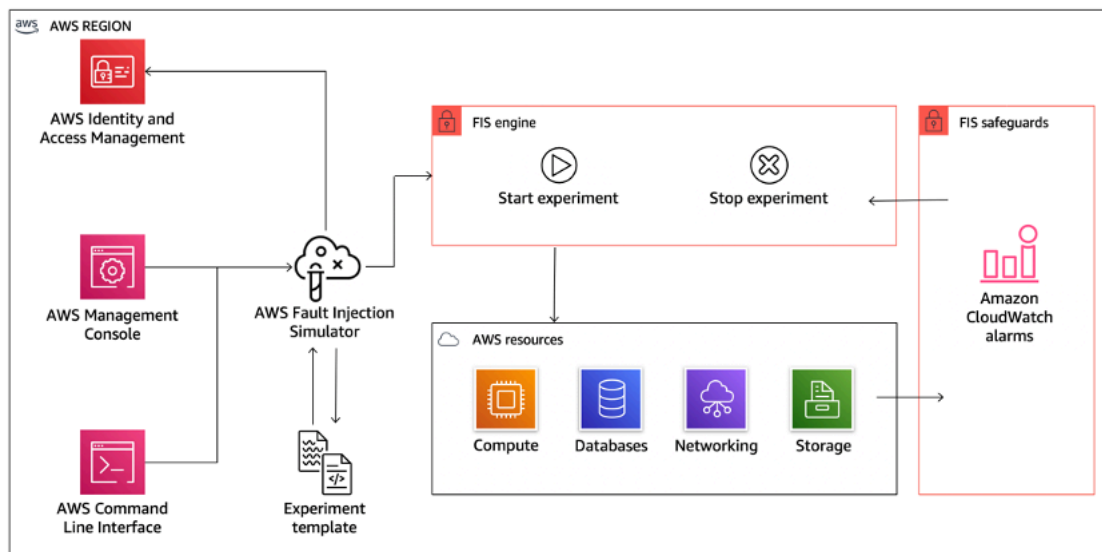 aws
AWS REGION
AWS Identity and
Access Management
AWS Management
Console
AWS Command
Line Interface
AWS Fault Injection
Simulator
</>
Experiment
template
FIS engine
Start experiment
Stop experiment
AWS resources
Compute
Databases
Networking
Storage
FIS safeguards
Amazon
CloudWatch
alarms